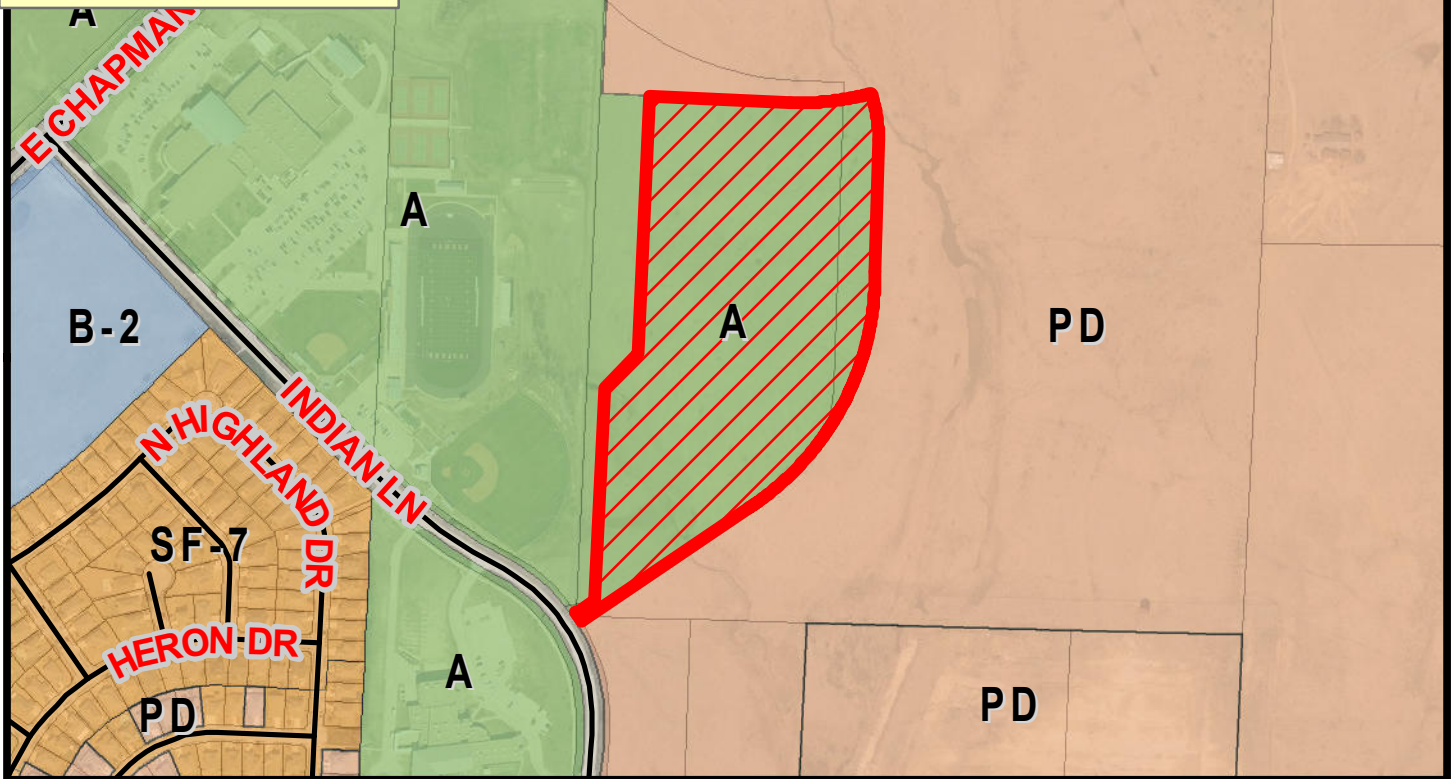 A
E CHAPMAN
A
B-2
A
PD
INDIAN LN
N HIGHLAND DR
SF-7
HERON DR
A
PD
PD